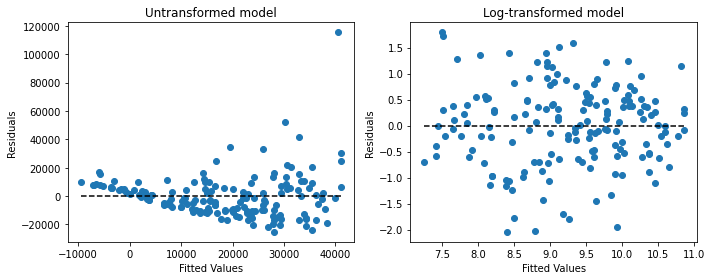 Untransformed model
Log-transformed model
120000
100000
80000
60000
40000
20000
0
−20000
Residuals
−10000 0 10000 20000 30000 40000
Fitted Values
1.5
1.0
0.5
0.0
−0.5
−1.0
−1.5
−2.0
Residuals
7.5 8.0 8.5 9.0 9.5 10.0 10.5 11.0
Fitted Values